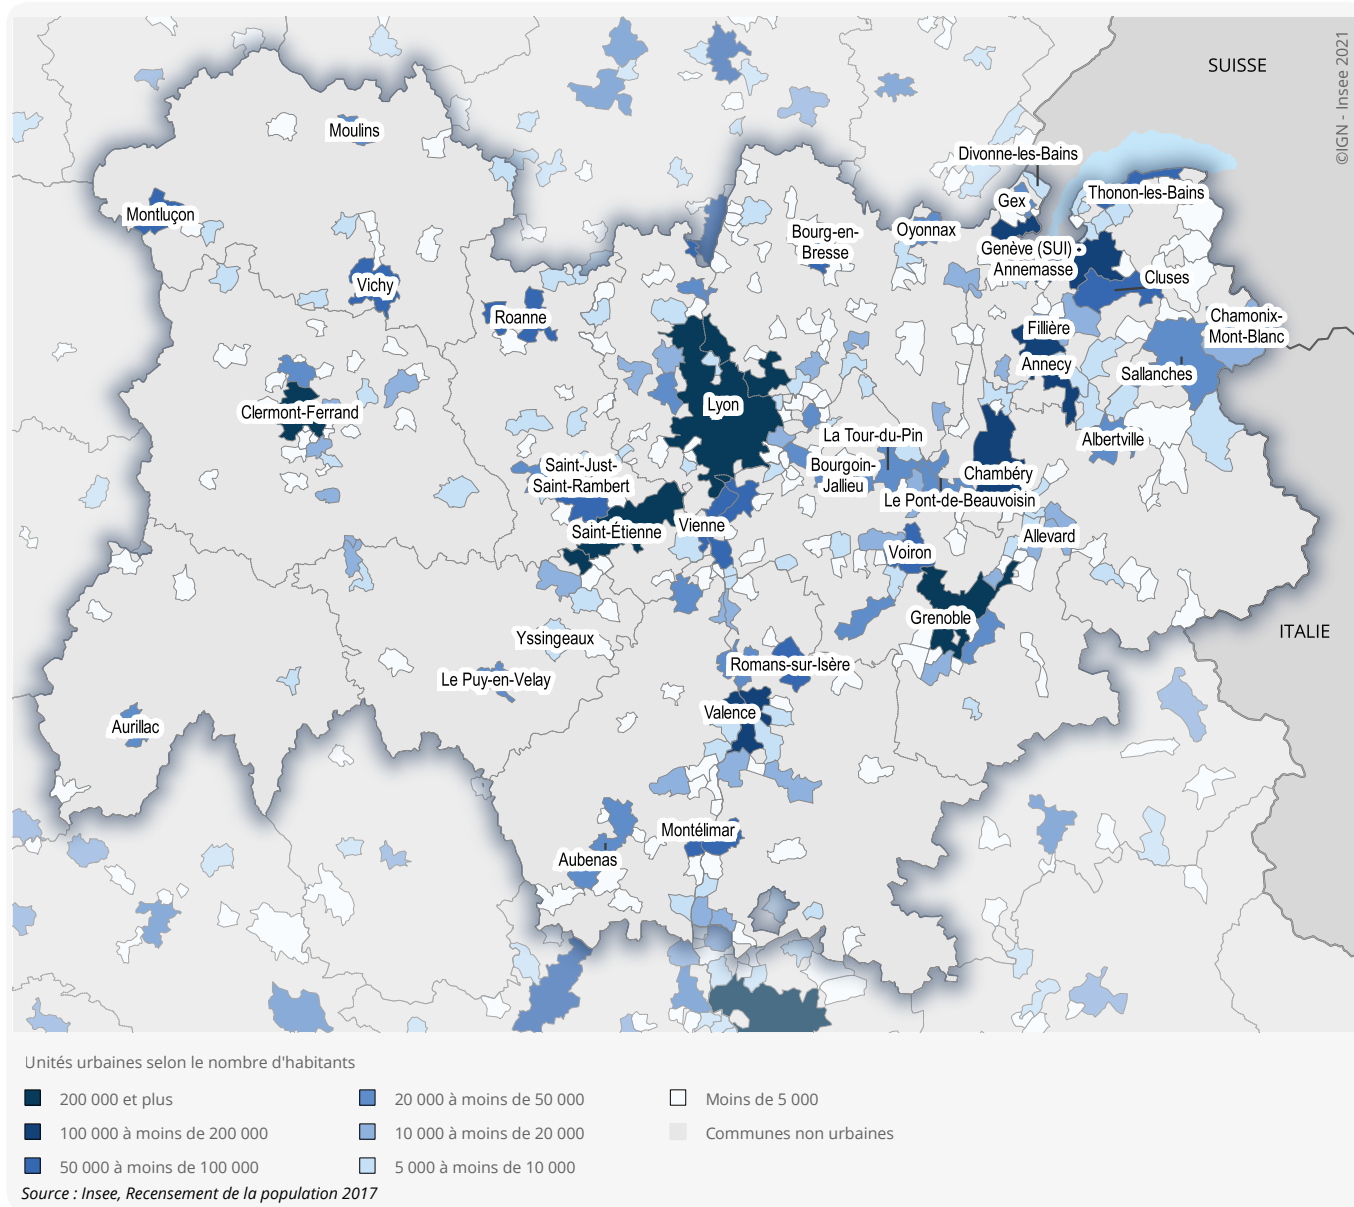 SUISSE
©IGN - Insee 2021
Moulins
Divonne-les-Bains
Thonon-les-Bains
Gex
Montluçon
Oyonnax
Bourg-en-
Bresse
Genève (SUI)
Annemasse
Cluses
Vichy
Roanne
Chamonix-
Mont-Blanc
Fillière
Annecy
Sallanches
Clermont-Ferrand
Lyon
La Tour-du-Pin
Albertville
Saint-Just-
Saint-Rambert
Bourgoin-
Jallieu
Chambéry
Le Pont-de-Beauvoisin
Saint-Étienne
Vienne
Voiron
Allevard
Grenoble
ITALIE
Yssingeaux
Romans-sur-Isère
Le Puy-en-Velay
Valence
Aurillac
Montélimar
Aubenas
Unités urbaines selon le nombre d'habitants
200 000 et plus
100 000 à moins de 200 000
50 000 à moins de 100 000
20 000 à moins de 50 000
10 000 à moins de 20 000
5 000 à moins de 10 000
Moins de 5 000
Communes non urbaines
Source : Insee, Recensement de la population 2017